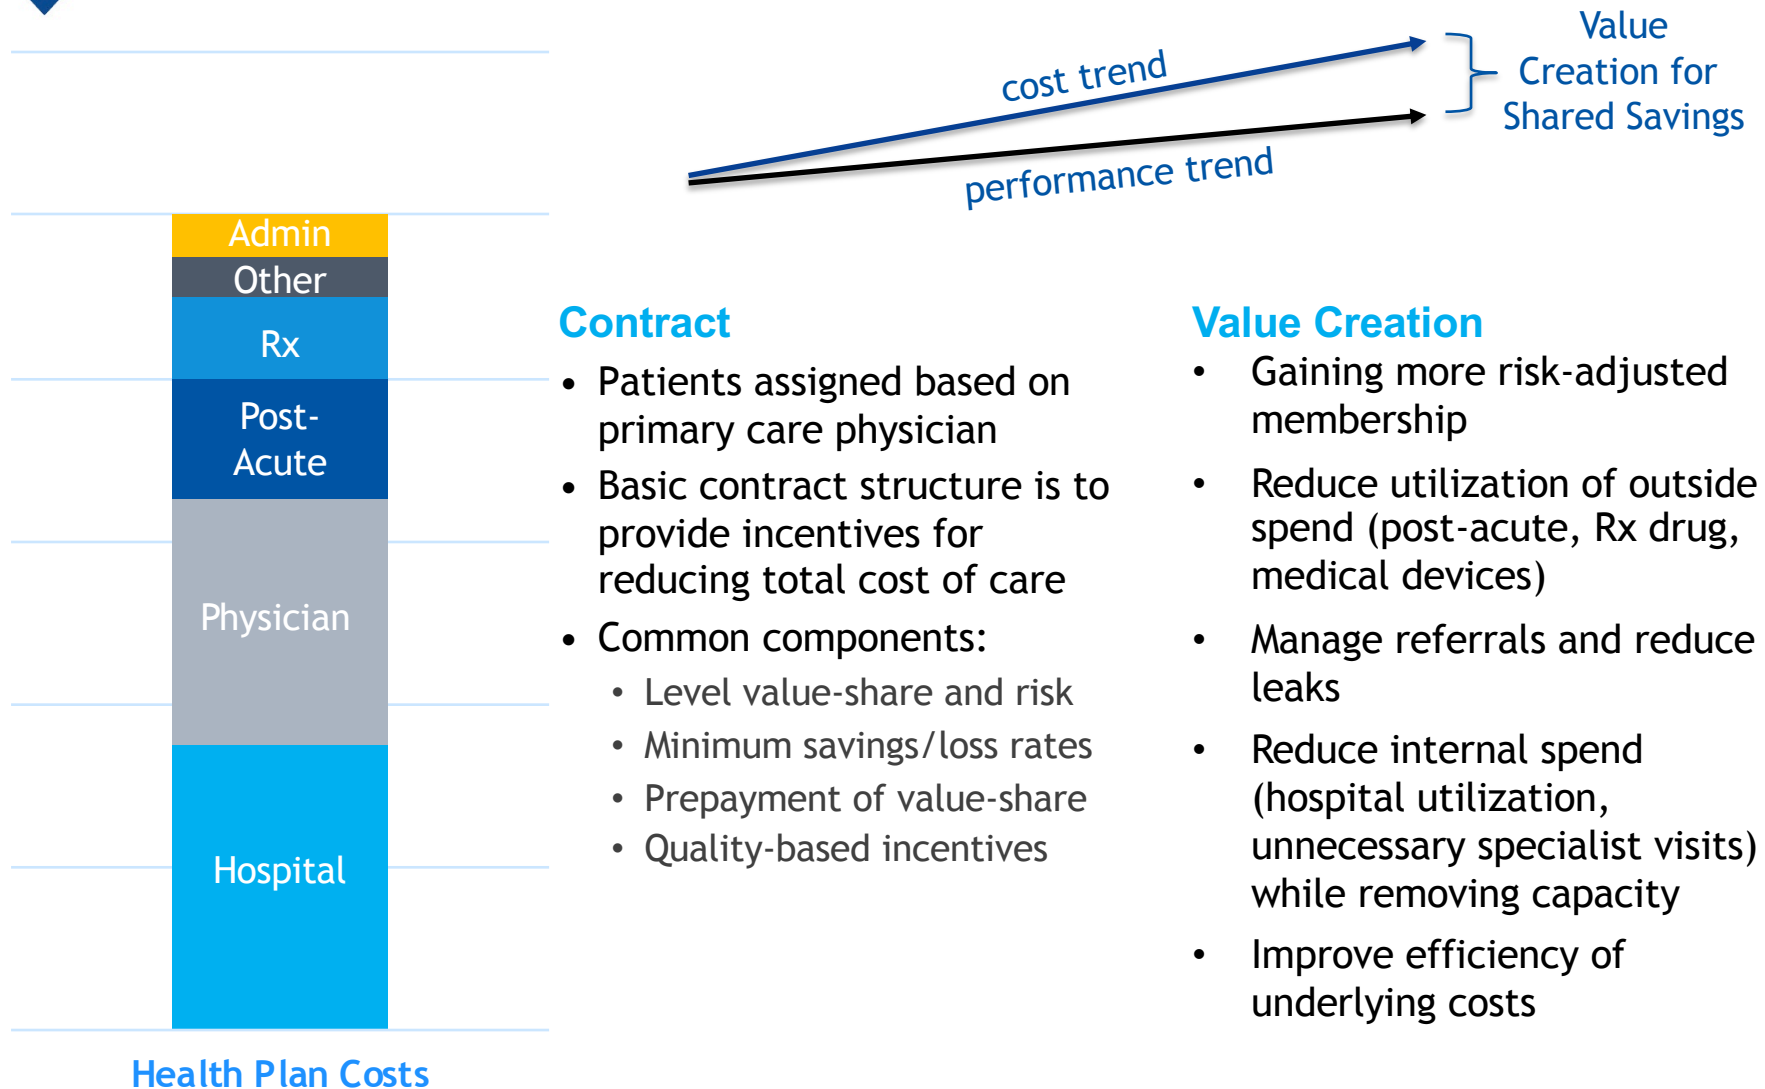 Value
Creation for
Shared Savings
cost trend
performance trend
Admin
Other
Rx
Post-
Acute
Physician
Hospital
Health Plan Costs
Contract
• Patients assigned based on
primary care physician
• Basic contract structure is to
provide incentives for
reducing total cost of care
• Common components:
• Level value-share and risk
• Minimum savings/loss rates
• Prepayment of value-share
• Quality-based incentives
Value Creation
• Gaining more risk-adjusted
membership
• Reduce utilization of outside
spend (post-acute, Rx drug,
medical devices)
• Manage referrals and reduce
leaks
• Reduce internal spend
(hospital utilization,
unnecessary specialist visits)
while removing capacity
• Improve efficiency of
underlying costs